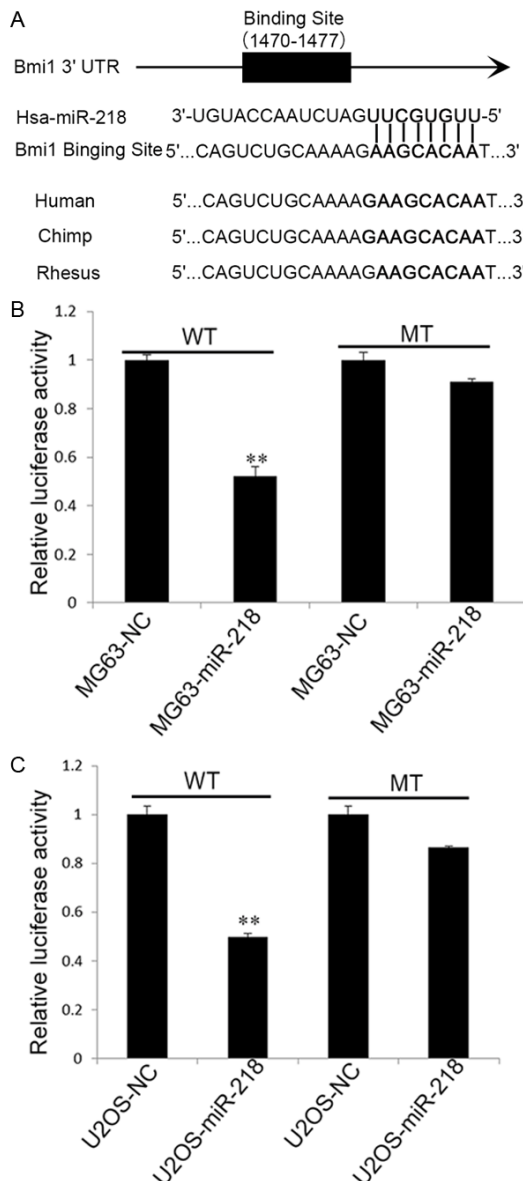 A
Binding Site
(1470-1477)
Bmi1 3' UTR
Hsa-miR-218 3'-UGUACCAAUCUAGUUCGUGUU-5'
Bmi1 Binging Site 5'...CAGUCUGCAAAAGAAGCACAAT...3'
Human 5'...CAGUCUGCAAAAGAAGCACAAT...3'
Chimp 5'...CAGUCUGCAAAAGAAGCACAAT...3'
Rhesus 5'...CAGUCUGCAAAAGAAGCACAAT...3'
B
Relative luciferase activity
1.2
1
0.8
0.6
0.4
0.2
0
WT
MT
**
MG63-NC
MG63-miR-218
MG63-NC
MG63-miR-218
C
Relative luciferase activity
1.2
1
0.8
0.6
0.4
0.2
0
WT
MT
**
U2OS-NC
U2OS-miR-218
U2OS-NC
U2OS-miR-218